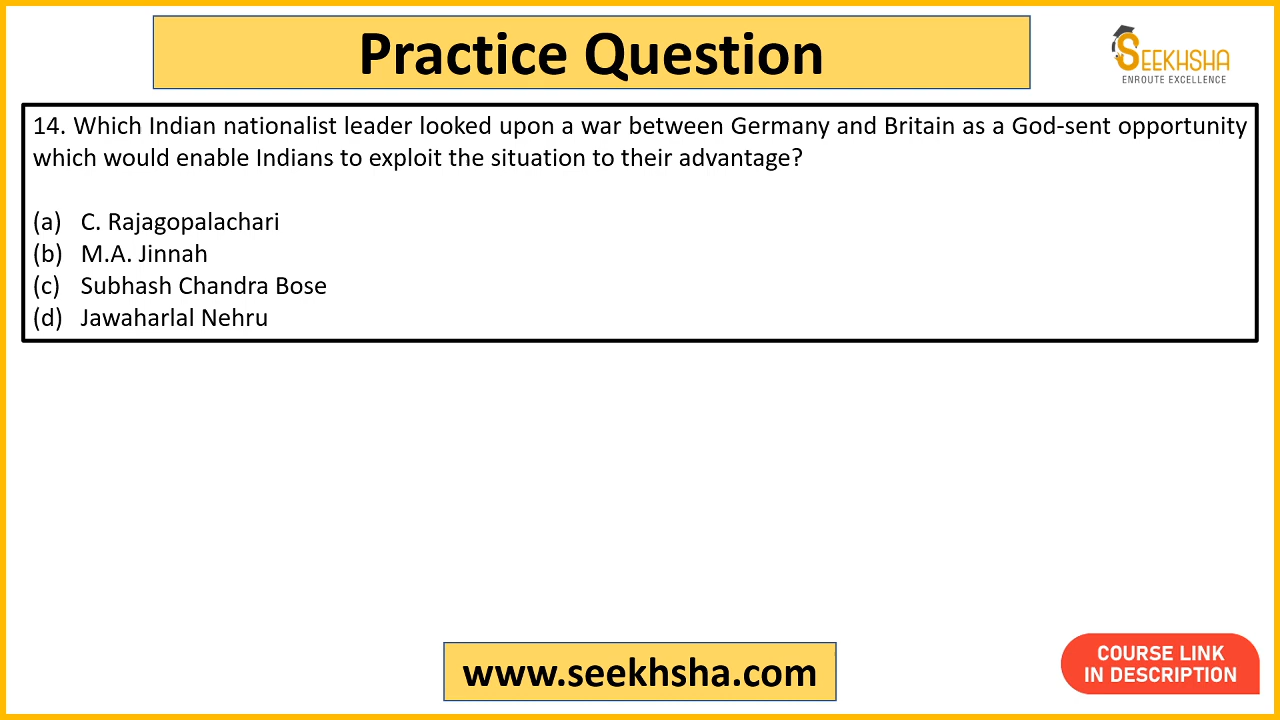 Practice Question
SEEKHSHA
ENROUTE EXCELLENCE
14. Which Indian nationalist leader looked upon a war between Germany and Britain as a God-sent opportunity
which would enable Indians to exploit the situation to their advantage?
(a) C. Rajagopalachari
(b) M.A. Jinnah
(c) Subhash Chandra Bose
(d) Jawaharlal Nehru
www.seekhsha.com
COURSE LINK
IN DESCRIPTION